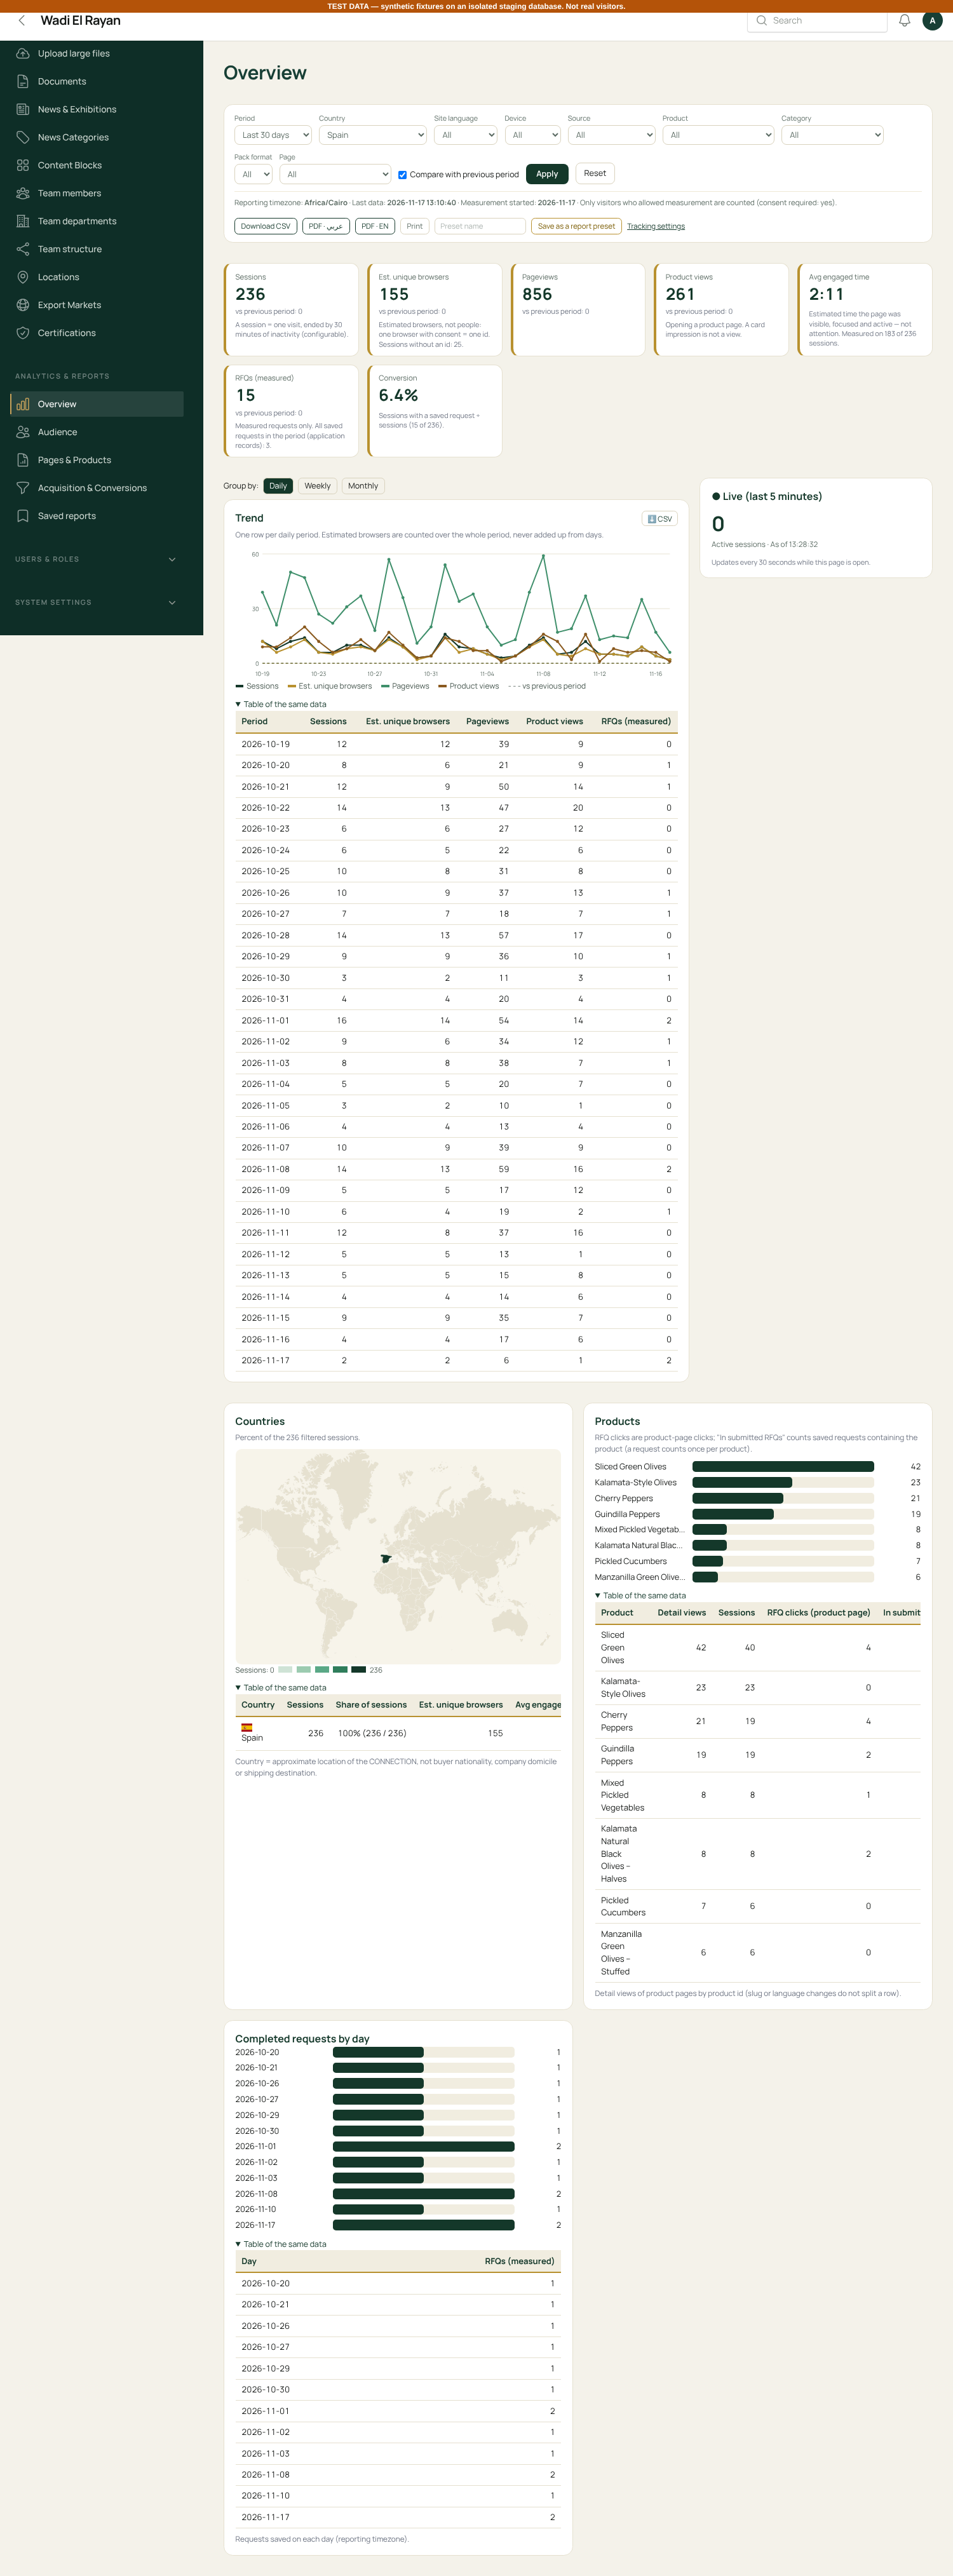 TEST DATA — synthetic fixtures on an isolated staging database. Not real visitors.
Wadi El Rayan
Search
A
Upload large files
Documents
News & Exhibitions
News Categories
Content Blocks
Team members
Team departments
Team structure
Locations
Export Markets
Certifications
ANALYTICS & REPORTS
Overview
Audience
Pages & Products
Acquisition & Conversions
Saved reports
USERS & ROLES
SYSTEM SETTINGS
Overview
Period Country Site language Device Source Product Category
Last 30 days Spain All All All All All
Pack format Page
All All Compare with previous period Apply Reset
Reporting timezone: Africa/Cairo · Last data: 2026-11-17 13:10:40 · Measurement started: 2026-11-17 · Only visitors who allowed measurement are counted (consent required: yes).
Download CSV PDF · عربي PDF · EN Print Preset name Save as a report preset Tracking settings
Sessions
236
vs previous period: 0
A session = one visit, ended by 30
minutes of inactivity (configurable).
Est. unique browsers
155
vs previous period: 0
Estimated browsers, not people:
one browser with consent = one id.
Sessions without an id: 25.
Pageviews
856
vs previous period: 0
Product views
261
vs previous period: 0
Opening a product page. A card
impression is not a view.
Avg engaged time
2:11
Estimated time the page was
visible, focused and active — not
attention. Measured on 183 of 236
sessions.
RFQs (measured)
15
vs previous period: 0
Measured requests only. All saved
requests in the period (application
records): 3.
Conversion
6.4%
Sessions with a saved request ÷
sessions (15 of 236).
Group by: Daily Weekly Monthly
Trend
CSV
One row per daily period. Estimated browsers are counted over the whole period, never added up from days.
60
30
0
10-19 10-23 10-27 10-31 11-04 11-08 11-12 11-16
Sessions Est. unique browsers Pageviews Product views vs previous period
Live (last 5 minutes)
0
Active sessions · As of 13:28:32
Updates every 30 seconds while this page is open.
Table of the same data
Period Sessions Est. unique browsers Pageviews Product views RFQs (measured)
2026-10-19 12 12 39 9 0
2026-10-20 8 6 21 9 1
2026-10-21 12 9 50 14 1
2026-10-22 14 13 47 20 0
2026-10-23 6 6 27 12 0
2026-10-24 6 5 22 6 0
2026-10-25 10 8 31 8 0
2026-10-26 10 9 37 13 1
2026-10-27 7 7 18 7 1
2026-10-28 14 13 57 17 0
2026-10-29 9 9 36 10 1
2026-10-30 3 2 11 3 1
2026-10-31 4 4 20 4 0
2026-11-01 16 14 54 14 2
2026-11-02 9 6 34 12 1
2026-11-03 8 8 38 7 1
2026-11-04 5 5 20 7 0
2026-11-05 3 2 10 1 0
2026-11-06 4 4 13 4 0
2026-11-07 10 9 39 9 0
2026-11-08 14 13 59 16 2
2026-11-09 5 5 17 12 0
2026-11-10 6 4 19 2 1
2026-11-11 12 8 37 16 0
2026-11-12 5 5 13 1 0
2026-11-13 5 5 15 8 0
2026-11-14 4 4 14 6 0
2026-11-15 9 9 35 7 0
2026-11-16 4 4 17 6 0
2026-11-17 2 2 6 1 2
Countries
Percent of the 236 filtered sessions.
Sessions: 0 236
Table of the same data
Country Sessions Share of sessions Est. unique browsers Avg engage
Spain 236 100% (236 / 236) 155
Country = approximate location of the CONNECTION, not buyer nationality, company domicile
or shipping destination.
Products
RFQ clicks are product-page clicks; "In submitted RFQs" counts saved requests containing the
product (a request counts once per product).
Sliced Green Olives 42
Kalamata-Style Olives 23
Cherry Peppers 21
Guindilla Peppers 19
Mixed Pickled Vegetab... 8
Kalamata Natural Blac... 8
Pickled Cucumbers 7
Manzanilla Green Olive... 6
Table of the same data
Product Detail views Sessions RFQ clicks (product page) In submit
Sliced
Green
Olives
42 40 4
Kalamata-
Style Olives
23 23 0
Cherry
Peppers
21 19 4
Guindilla
Peppers
19 19 2
Mixed
Pickled
Vegetables
8 8 1
Kalamata
Natural
Black
Olives –
Halves
8 8 2
Pickled
Cucumbers
7 6 0
Manzanilla
Green
Olives –
Stuffed
6 6 0
Detail views of product pages by product id (slug or language changes do not split a row).
Completed requests by day
2026-10-20 1
2026-10-21 1
2026-10-26 1
2026-10-27 1
2026-10-29 1
2026-10-30 1
2026-11-01 2
2026-11-02 1
2026-11-03 1
2026-11-08 2
2026-11-10 1
2026-11-17 2
Table of the same data
Day RFQs (measured)
2026-10-20 1
2026-10-21 1
2026-10-26 1
2026-10-27 1
2026-10-29 1
2026-10-30 1
2026-11-01 2
2026-11-02 1
2026-11-03 1
2026-11-08 2
2026-11-10 1
2026-11-17 2
Requests saved on each day (reporting timezone).